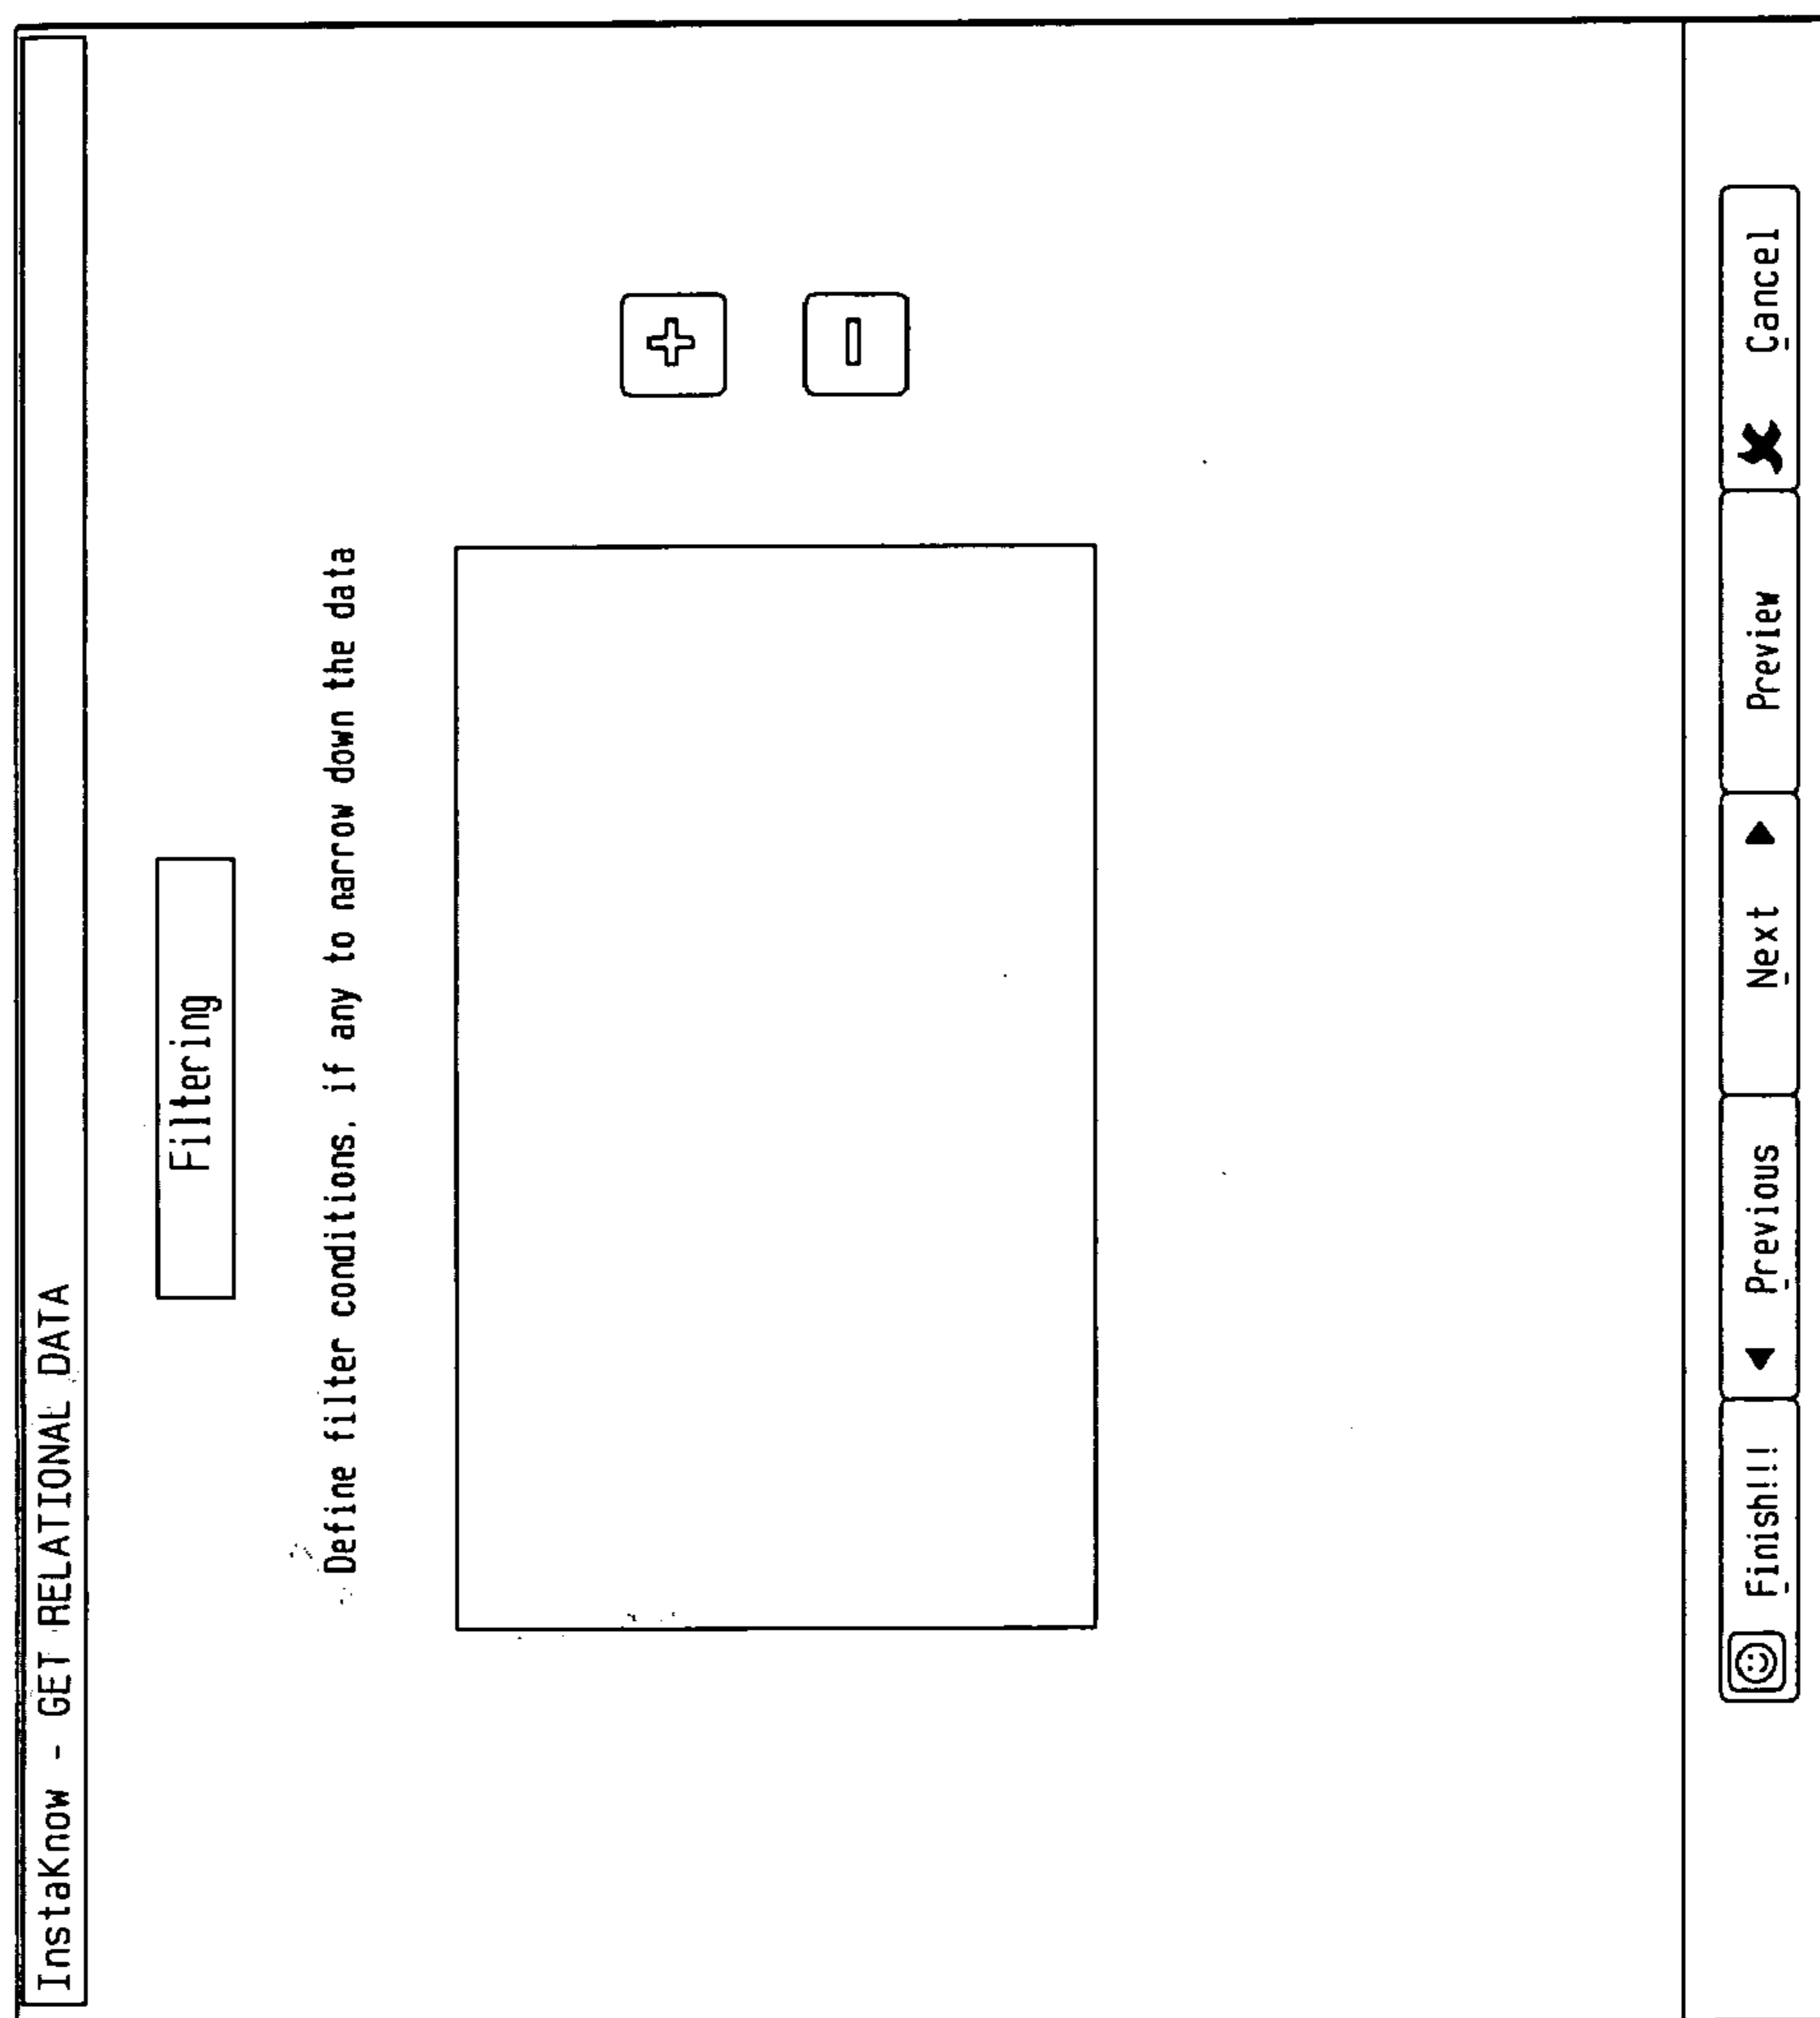 InstaKnow - GET RELATIONAL DATA
Filtering
Define filter conditions, if any to narrow down the data
+
-
Finish!!! Previous Next Preview Cancel